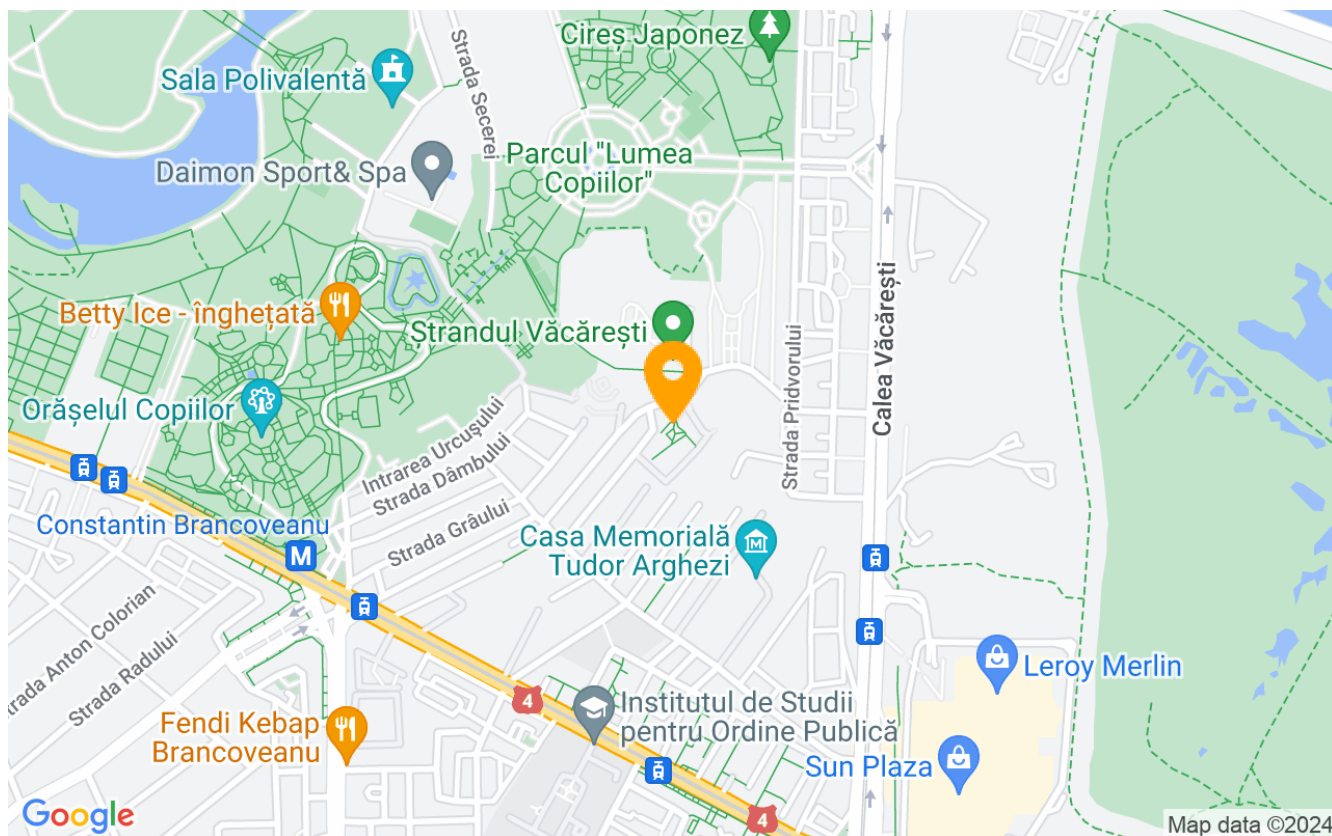 Cireș Japonez
Sala Polivalentă
Strada Secerei
Parcul "Lumea
Copiilor"
Daimon Sport& Spa
Betty Ice - înghețată
Ștrandul Văcărești
Calea Văcărești
Strada Pridvorului
Orășelul Copiilor
Intrarea Urcușului
Strada Dâmbului
Strada Grâului
Constantin Brancoveanu
M
Casa Memorială
Tudor Arghezi
Strada Anton Colorian
Strada Radului
Leroy Merlin
4
Institutul de Studii
pentru Ordine Publică
Fendi Kebap
Brancoveanu
Sun Plaza
4
Google
Map data ©2024